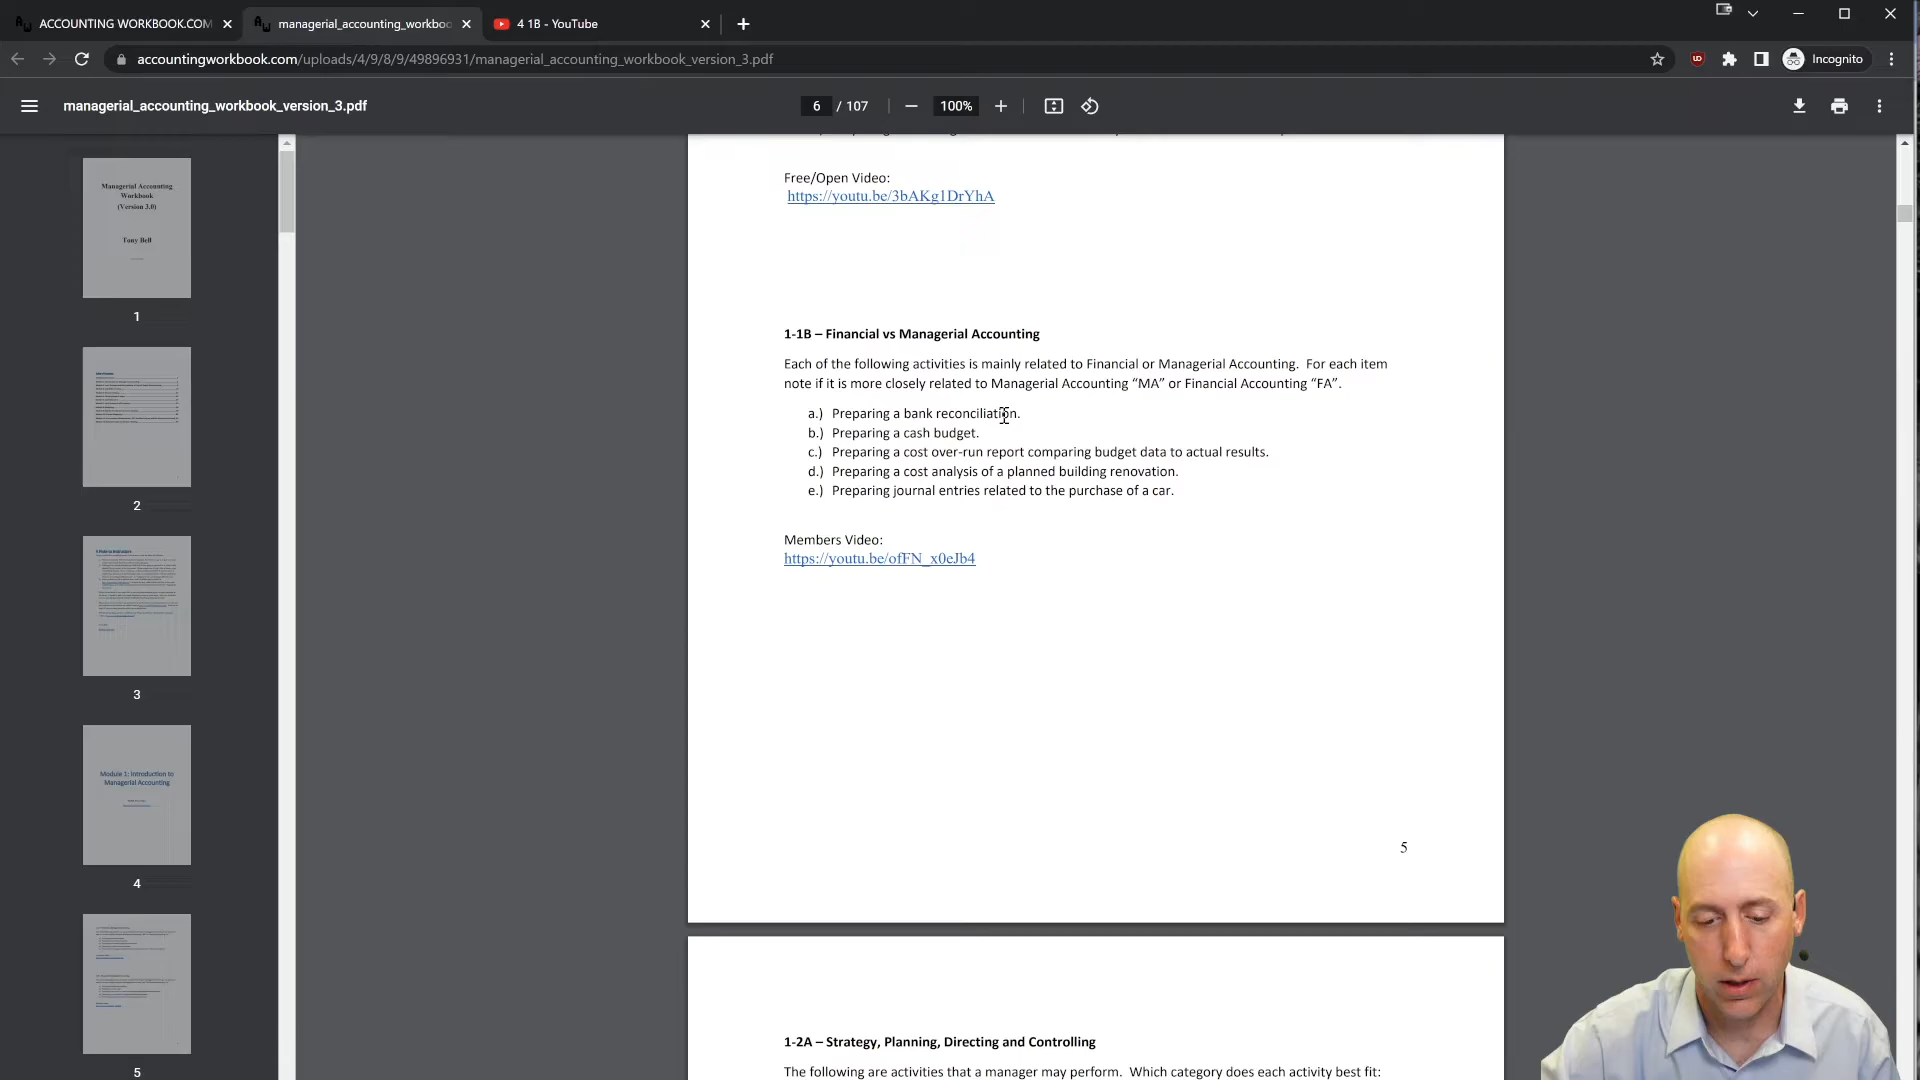 ACCOUNTING WORKBOOK.COM
managerial_accounting_workboo
4 1B - YouTube
accountingworkbook.com/uploads/4/9/8/9/49896931/managerial_accounting_workbook_version_3.pdf
Incognito
managerial_accounting_workbook_version_3.pdf
6 / 107
100%
Managerial Accounting
Workbook
(Version 3.0)
Tony Bell
1
2
3
Module 1: Introduction to
Managerial Accounting
4
5
Free/Open Video:
https://youtu.be/3bAKg1DrYhA
1-1B – Financial vs Managerial Accounting
Each of the following activities is mainly related to Financial or Managerial Accounting. For each item
note if it is more closely related to Managerial Accounting “MA” or Financial Accounting “FA”.
a.) Preparing a bank reconciliation.
b.) Preparing a cash budget.
c.) Preparing a cost over-run report comparing budget data to actual results.
d.) Preparing a cost analysis of a planned building renovation.
e.) Preparing journal entries related to the purchase of a car.
Members Video:
https://youtu.be/ofFN_x0eJb4
5
1-2A – Strategy, Planning, Directing and Controlling
The following are activities that a manager may perform. Which category does each activity best fit: